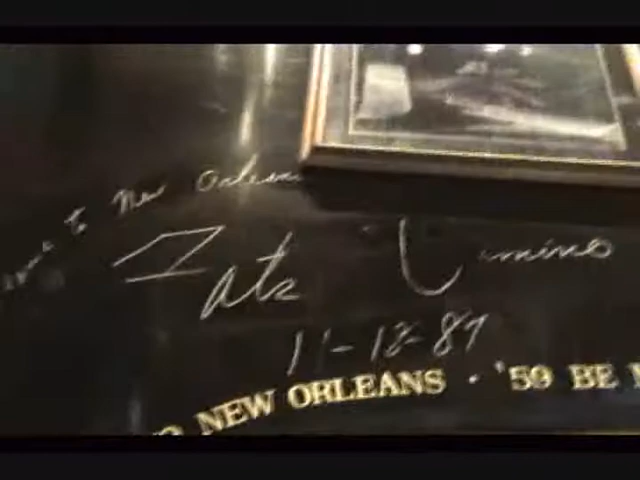 to New Orleans
Fats Domino
11-12-87
NEW ORLEANS · '59 BE